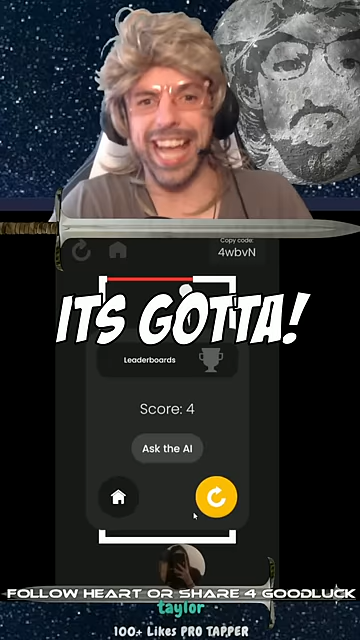 Copy code:
4wbvN
ITS GOTTA!
Leaderboards
Score: 4
Ask the AI
FOLLOW HEART OR SHARE 4 GOODLUCK
taylor
100+ Likes PRO TAPPER